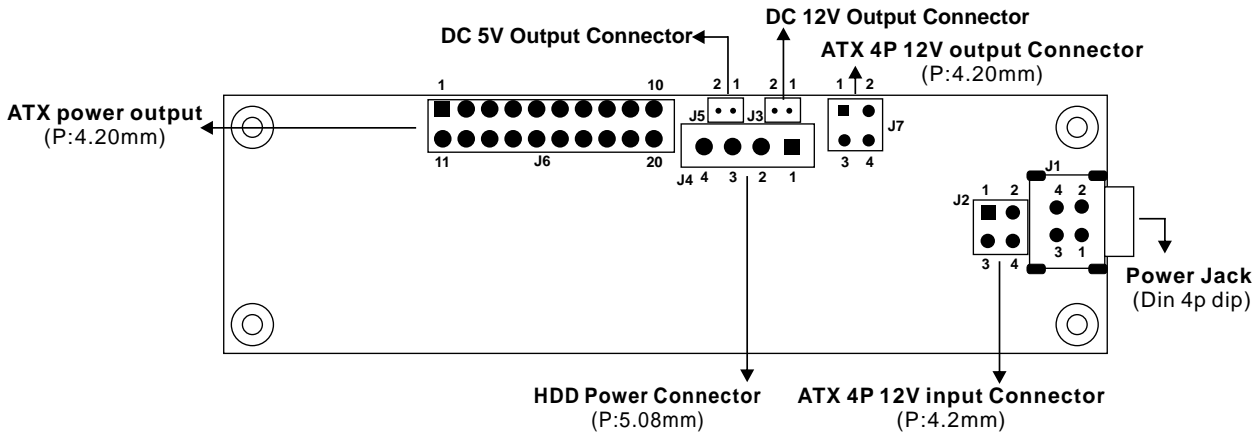 DC 12V Output Connector
DC 5V Output Connector
ATX 4P 12V output Connector
(P:4.20mm)
ATX power output
(P:4.20mm)
1 10
11 20
J6
2 1
J5
2 1
J3
J4 4 3 2 1
1 2
J7
3 4
J2
1 2
3 4
J1
4 2
3 1
Power Jack
(Din 4p dip)
HDD Power Connector
(P:5.08mm)
ATX 4P 12V input Connector
(P:4.2mm)